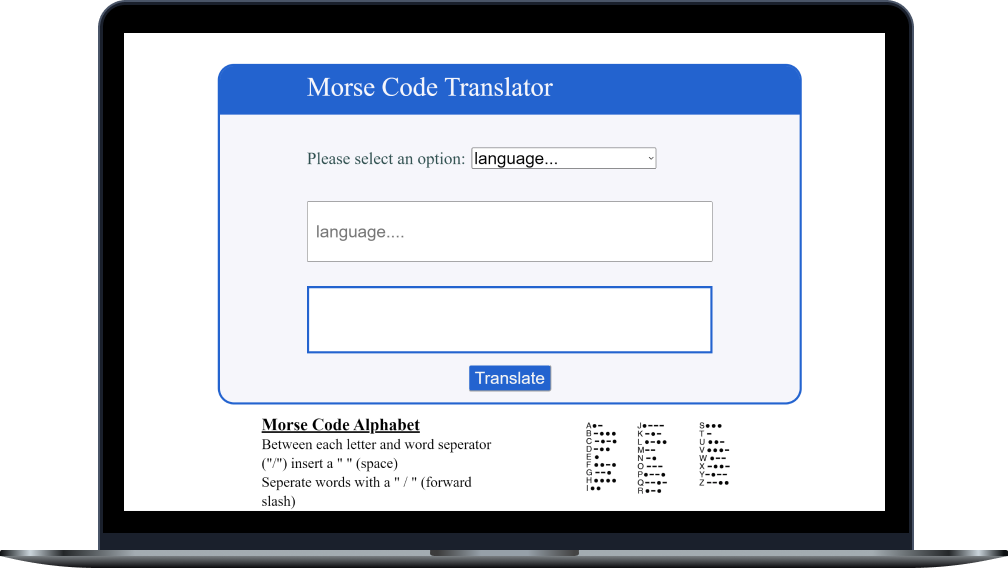 Morse Code Translator
Please select an option: language...
language....
Translate
Morse Code Alphabet
Between each letter and word seperator
("/") insert a " " (space)
Seperate words with a " / " (forward
slash)
A●−
B−●●●
C−●−●
D−●●
E●
F●●−●
G−−●
H●●●●
I●●
J●−−−
K−●−
L●−●●
M−−
N−●
O−−−
P●−−●
Q−−●−
R●−●
S●●●
T−
U●●−
V●●●−
W●−−
X−●●−
Y−●−−
Z−−●●